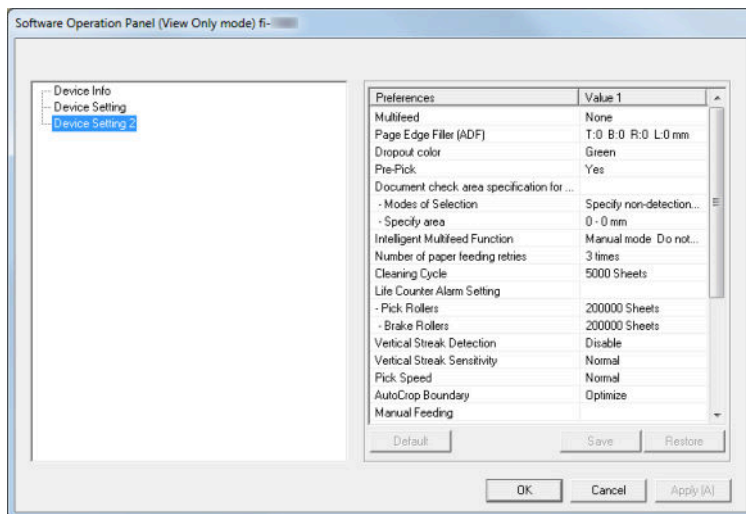 Software Operation Panel (View Only mode) fi-
Device Info
Device Setting
Device Setting 2
Preferences Value 1
Multifeed None
Page Edge Filler (ADF) T:0 B:0 R:0 L:0 mm
Dropout color Green
Pre-Pick Yes
Document check area specification for ...
- Modes of Selection Specify non-detection...
- Specify area 0 - 0 mm
Intelligent Multifeed Function Manual mode Do not...
Number of paper feeding retries 3 times
Cleaning Cycle 5000 Sheets
Life Counter Alarm Setting
- Pick Rollers 200000 Sheets
- Brake Rollers 200000 Sheets
Vertical Streak Detection Disable
Vertical Streak Sensitivity Normal
Pick Speed Normal
AutoCrop Boundary Optimize
Manual Feeding
Default Save Restore
OK Cancel Apply (A)